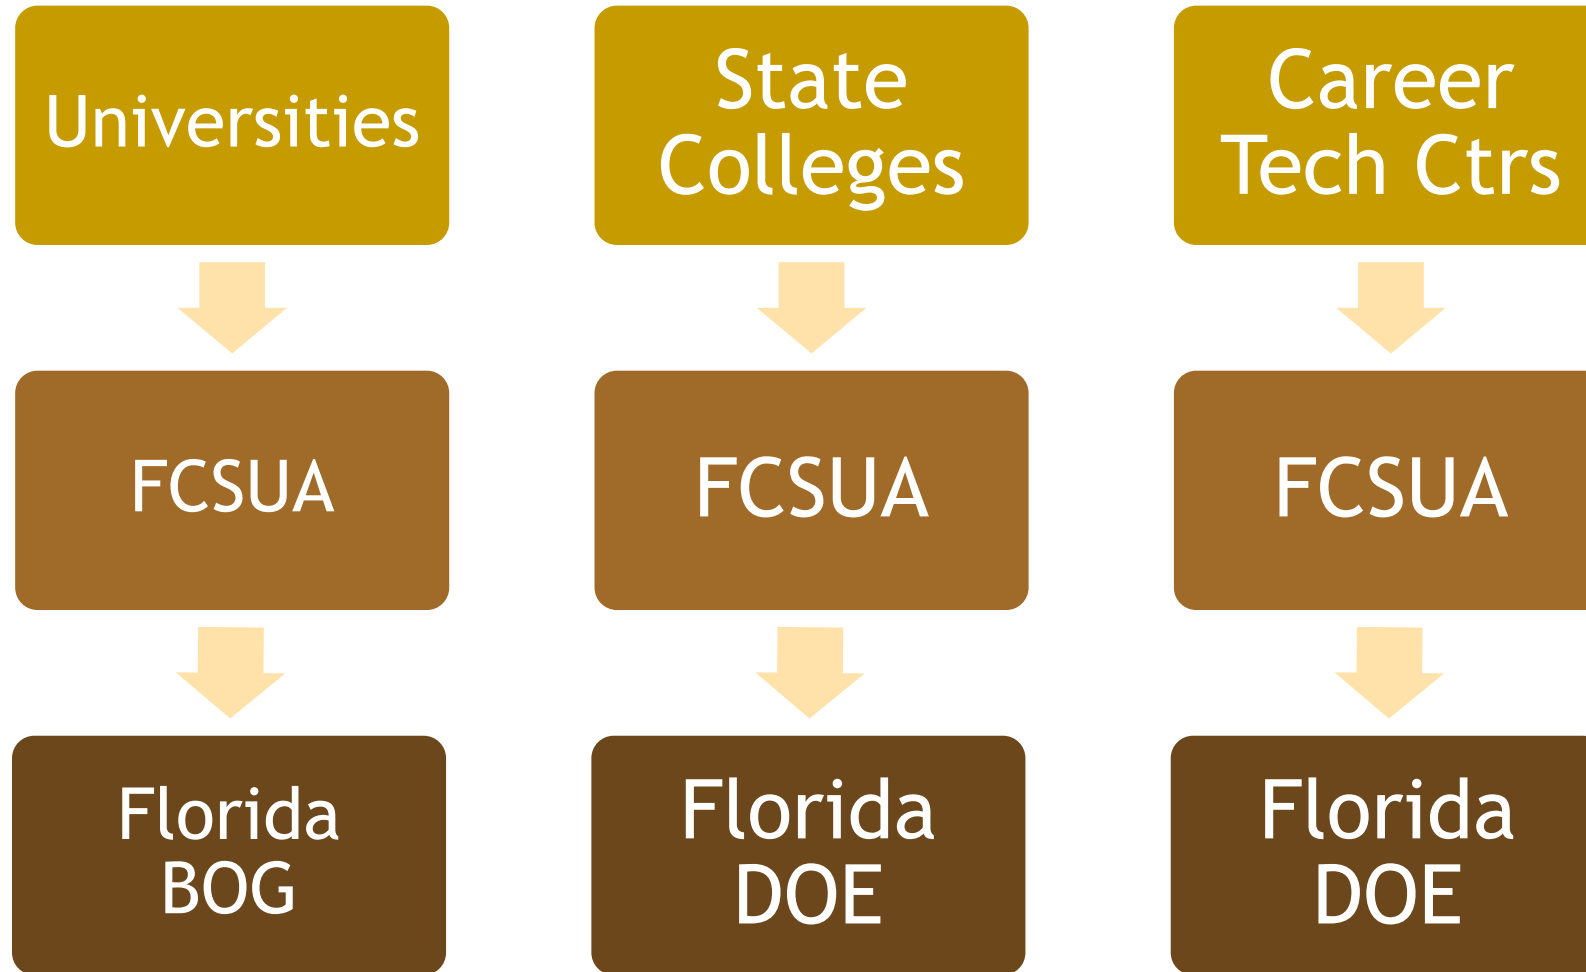 Universities
State
Colleges
Career
Tech Ctrs
FCSUA
FCSUA
FCSUA
Florida
BOG
Florida
DOE
Florida
DOE